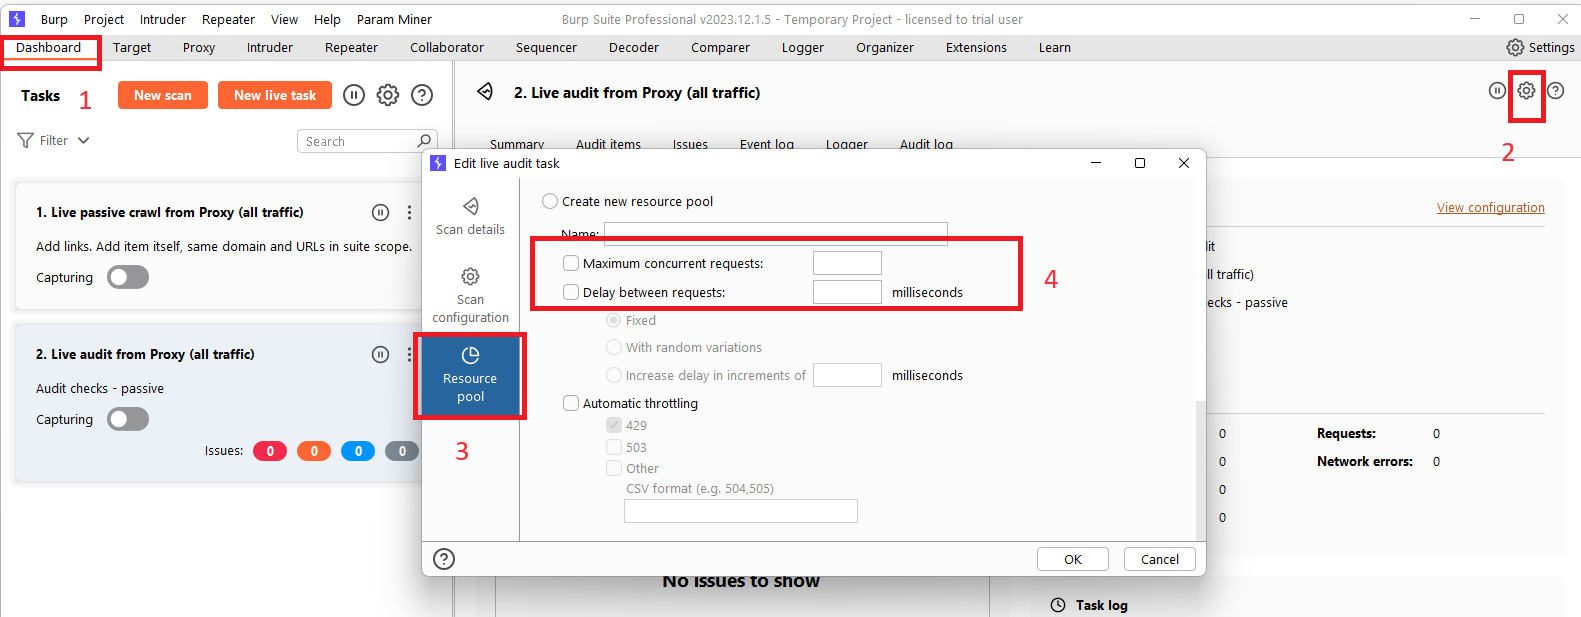 Burp Project Intruder Repeater View Help Param Miner Burp Suite Professional v2023.12.1.5 - Temporary Project - licensed to trial user
Dashboard Target Proxy Intruder Repeater Collaborator Sequencer Decoder Comparer Logger Organizer Extensions Learn Settings
Tasks 1 New scan New live task
Filter Search
1. Live passive crawl from Proxy (all traffic)
Add links. Add item itself, same domain and URLs in suite scope.
Capturing
2. Live audit from Proxy (all traffic)
Audit checks - passive
Capturing
Issues: 0 0 0 0
2. Live audit from Proxy (all traffic)
2
Summary Audit items Issues Event log Logger Audit log
View configuration
dit
ll traffic)
ecks - passive
0 Requests: 0
0 Network errors: 0
0
0
No issues to show
Task log
Edit live audit task
Scan details
Scan
configuration
Resource
pool
3
Create new resource pool
Name:
Maximum concurrent requests:
Delay between requests: milliseconds
4
Fixed
With random variations
Increase delay in increments of milliseconds
Automatic throttling
429
503
Other
CSV format (e.g. 504,505)
OK Cancel